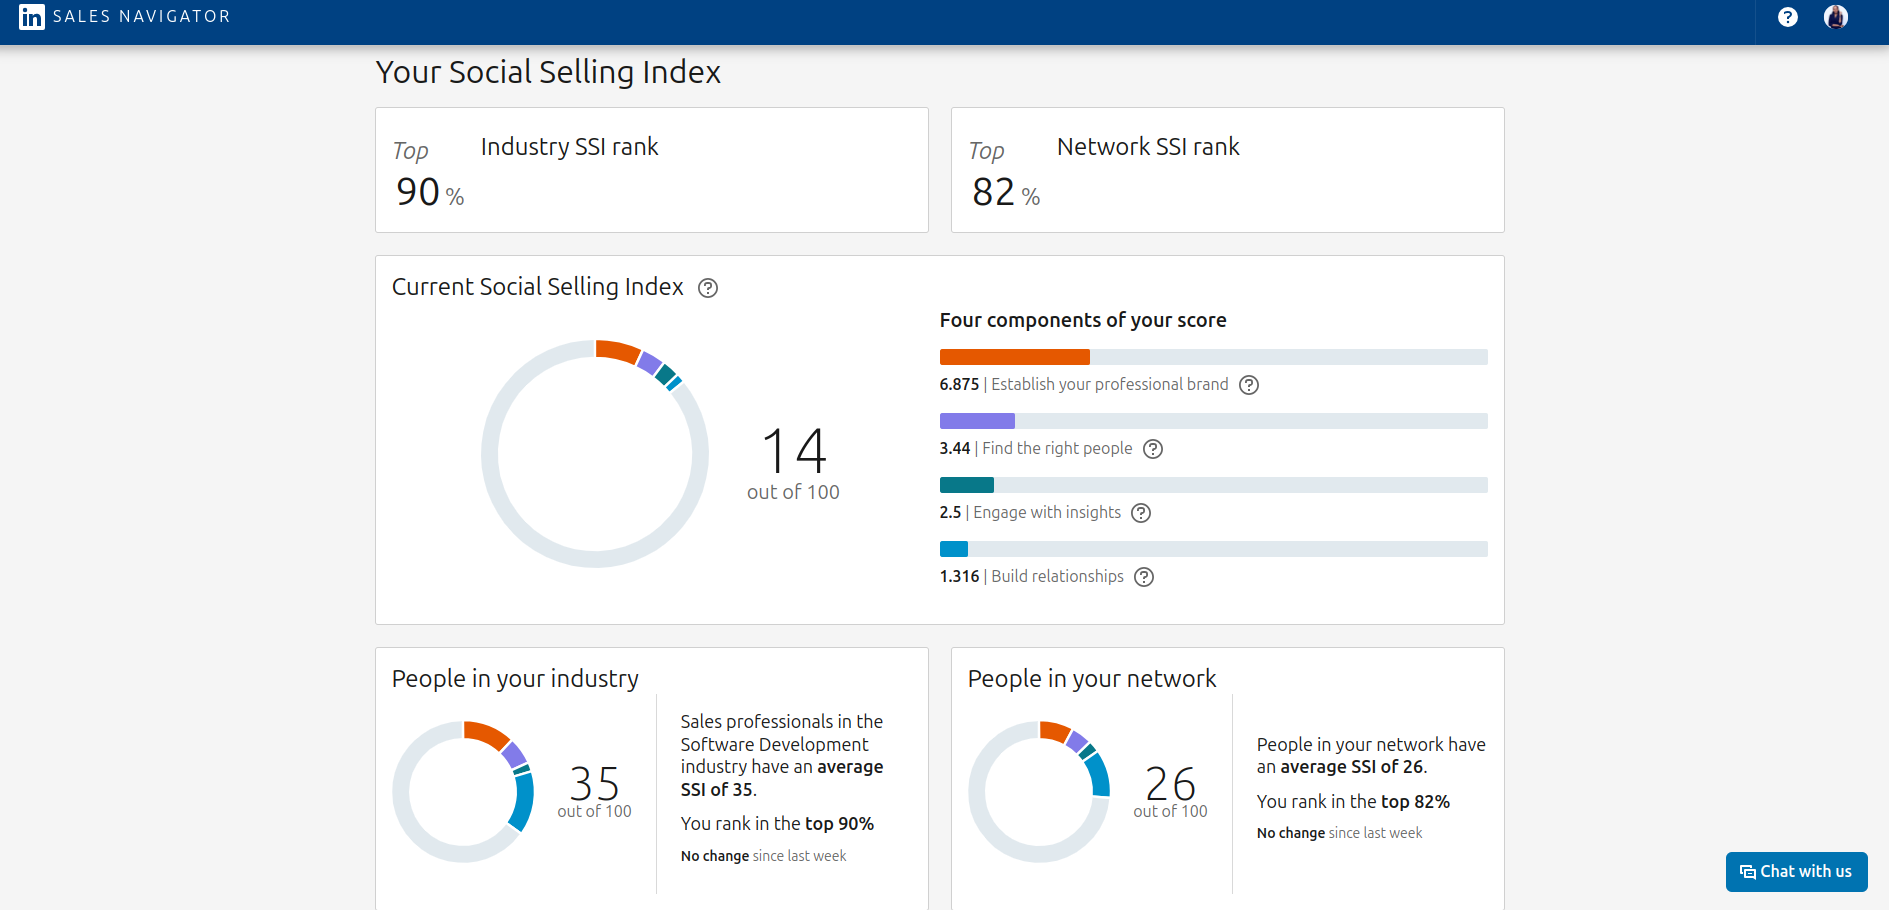 in SALES NAVIGATOR
?
Your Social Selling Index
Top
90 %
Industry SSI rank
Top
82 %
Network SSI rank
Current Social Selling Index ?
14
out of 100
Four components of your score
6.875 | Establish your professional brand ?
3.44 | Find the right people ?
2.5 | Engage with insights ?
1.316 | Build relationships ?
People in your industry
35
out of 100
Sales professionals in the
Software Development
industry have an average
SSI of 35.
You rank in the top 90%
No change since last week
People in your network
26
out of 100
People in your network have
an average SSI of 26.
You rank in the top 82%
No change since last week
Chat with us